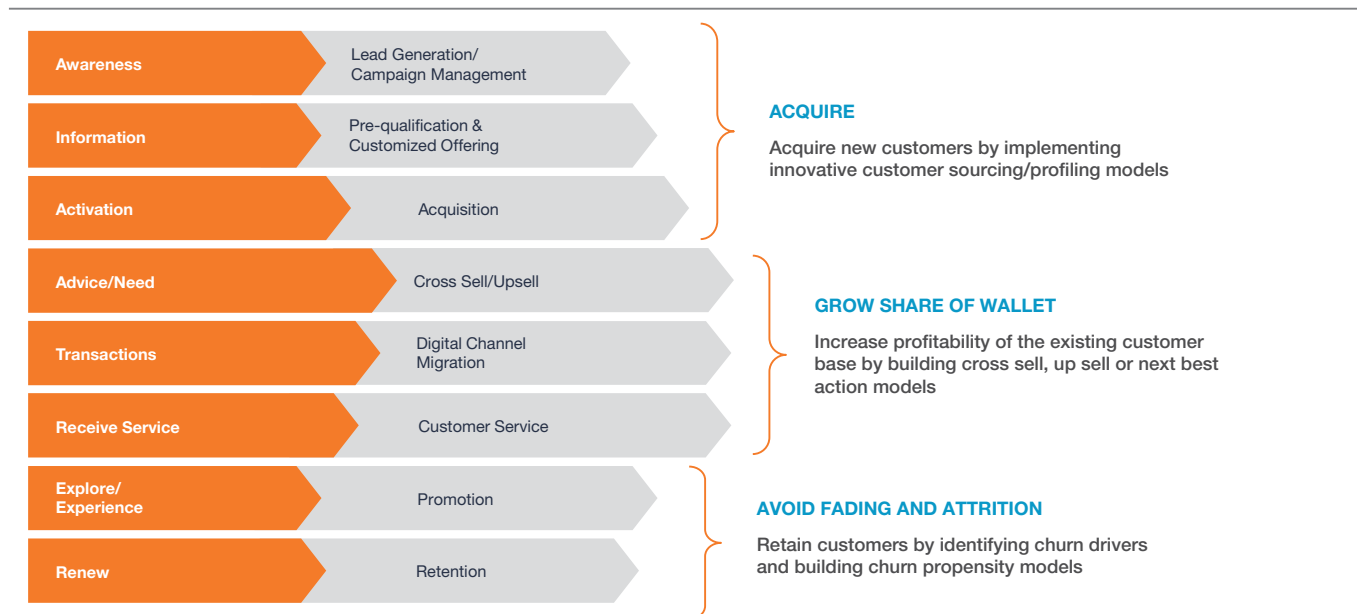 Awareness
Lead Generation/
Campaign Management
Information
Pre-qualification &
Customized Offering
Activation
Acquisition
ACQUIRE
Acquire new customers by implementing
innovative customer sourcing/profiling models
Advice/Need
Cross Sell/Upsell
Transactions
Digital Channel
Migration
Receive Service
Customer Service
GROW SHARE OF WALLET
Increase profitability of the existing customer
base by building cross sell, up sell or next best
action models
Explore/
Experience
Promotion
Renew
Retention
AVOID FADING AND ATTRITION
Retain customers by identifying churn drivers
and building churn propensity models